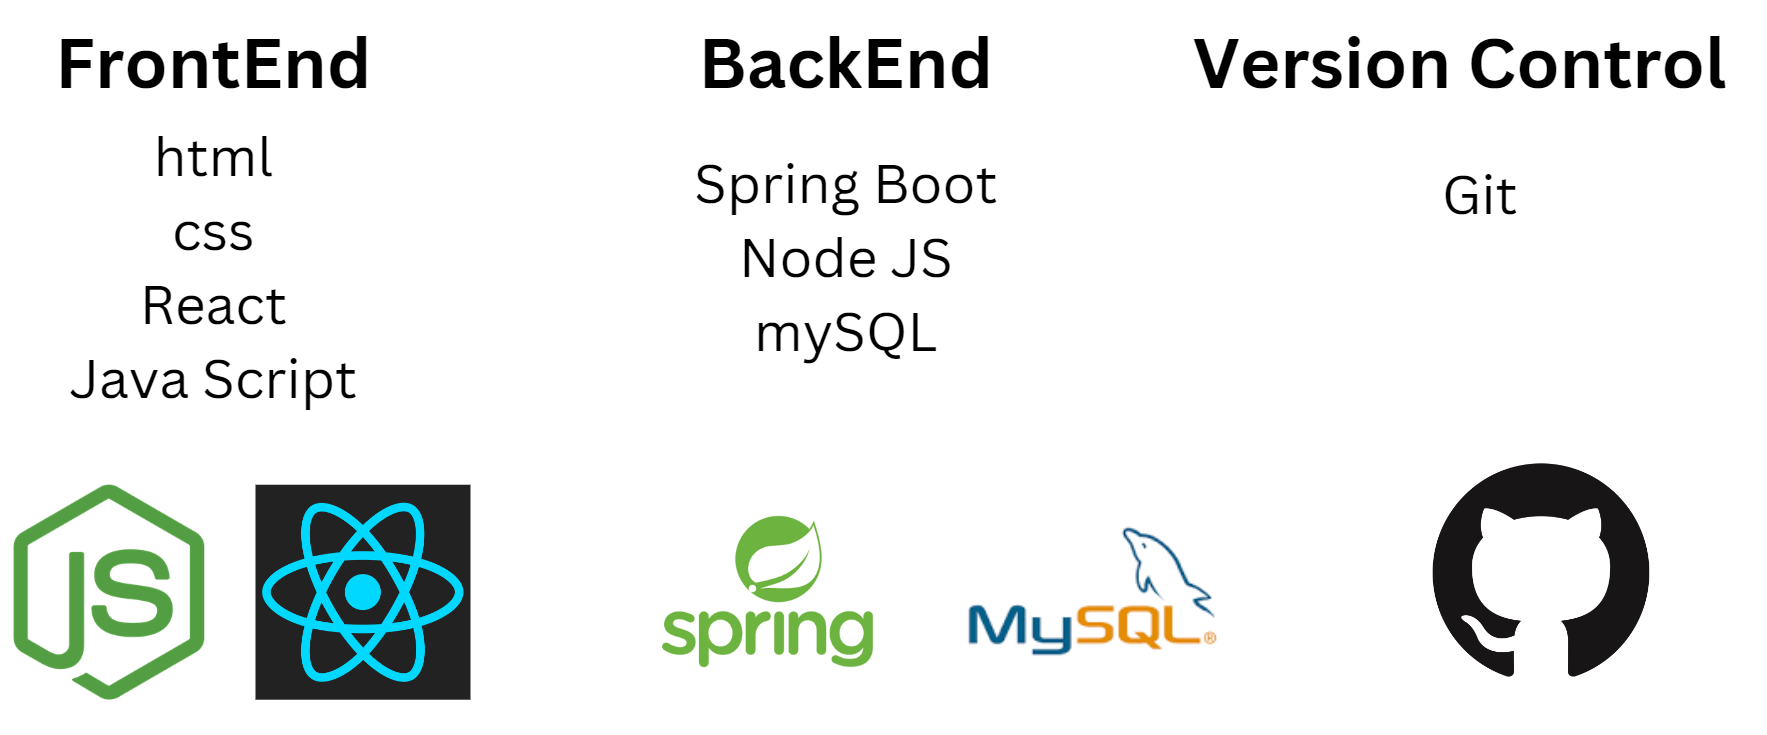 FrontEnd
html
css
React
Java Script
BackEnd
Spring Boot
Node JS
mySQL
Version Control
Git
JS
spring
MySQL®